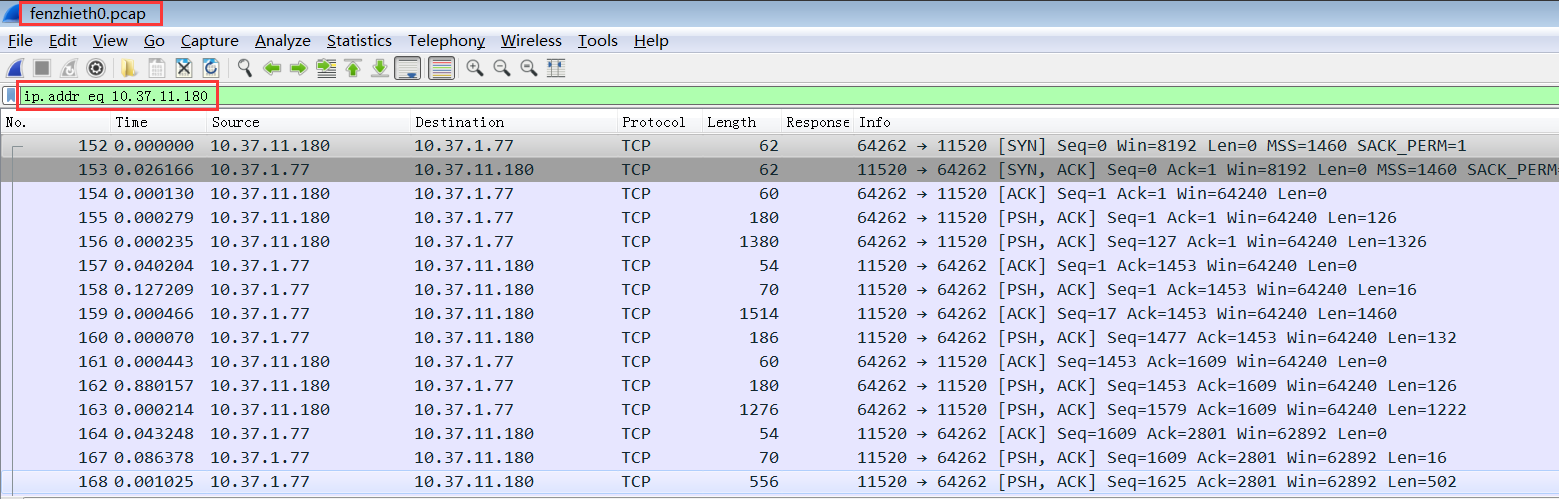 fenzhieth0.pcap
File Edit View Go Capture Analyze Statistics Telephony Wireless Tools Help
ip.addr eq 10.37.11.180
No. Time Source Destination Protocol Length Response Info
152 0.000000 10.37.11.180 10.37.1.77 TCP 62 64262 → 11520 [SYN] Seq=0 Win=8192 Len=0 MSS=1460 SACK_PERM=1
153 0.026166 10.37.1.77 10.37.11.180 TCP 62 11520 → 64262 [SYN, ACK] Seq=0 Ack=1 Win=8192 Len=0 MSS=1460 SACK_PERM=
154 0.000130 10.37.11.180 10.37.1.77 TCP 60 64262 → 11520 [ACK] Seq=1 Ack=1 Win=64240 Len=0
155 0.000279 10.37.11.180 10.37.1.77 TCP 180 64262 → 11520 [PSH, ACK] Seq=1 Ack=1 Win=64240 Len=126
156 0.000235 10.37.11.180 10.37.1.77 TCP 1380 64262 → 11520 [PSH, ACK] Seq=127 Ack=1 Win=64240 Len=1326
157 0.040204 10.37.1.77 10.37.11.180 TCP 54 11520 → 64262 [ACK] Seq=1 Ack=1453 Win=64240 Len=0
158 0.127209 10.37.1.77 10.37.11.180 TCP 70 11520 → 64262 [PSH, ACK] Seq=1 Ack=1453 Win=64240 Len=16
159 0.000466 10.37.1.77 10.37.11.180 TCP 1514 11520 → 64262 [ACK] Seq=17 Ack=1453 Win=64240 Len=1460
160 0.000070 10.37.1.77 10.37.11.180 TCP 186 11520 → 64262 [PSH, ACK] Seq=1477 Ack=1453 Win=64240 Len=132
161 0.000443 10.37.11.180 10.37.1.77 TCP 60 64262 → 11520 [ACK] Seq=1453 Ack=1609 Win=64240 Len=0
162 0.880157 10.37.11.180 10.37.1.77 TCP 180 64262 → 11520 [PSH, ACK] Seq=1453 Ack=1609 Win=64240 Len=126
163 0.000214 10.37.11.180 10.37.1.77 TCP 1276 64262 → 11520 [PSH, ACK] Seq=1579 Ack=1609 Win=64240 Len=1222
164 0.043248 10.37.1.77 10.37.11.180 TCP 54 11520 → 64262 [ACK] Seq=1609 Ack=2801 Win=62892 Len=0
167 0.086378 10.37.1.77 10.37.11.180 TCP 70 11520 → 64262 [PSH, ACK] Seq=1609 Ack=2801 Win=62892 Len=16
168 0.001025 10.37.1.77 10.37.11.180 TCP 556 11520 → 64262 [PSH, ACK] Seq=1625 Ack=2801 Win=62892 Len=502